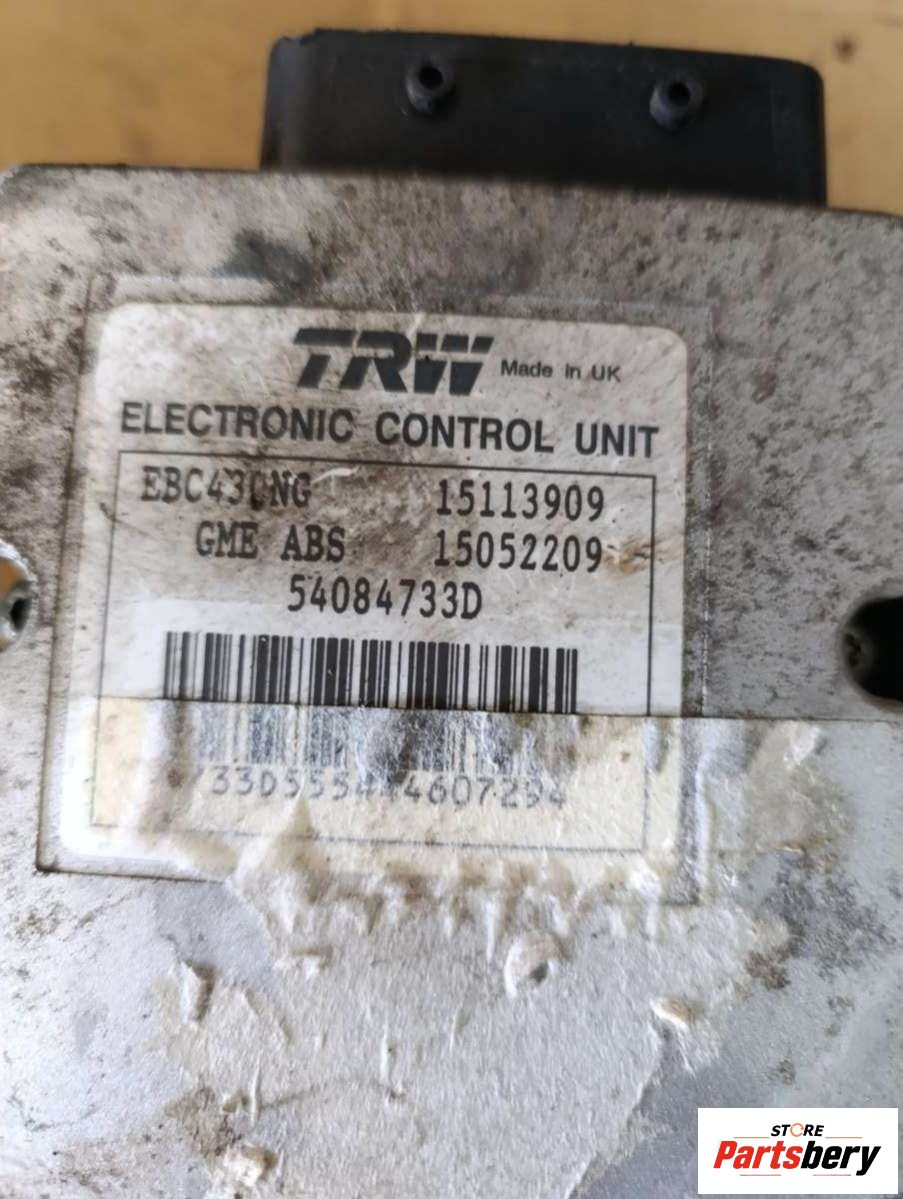 TRW Made in UK
ELECTRONIC CONTROL UNIT
15113909
GME ABS 15052209
54084733D
STORE
Partsbery